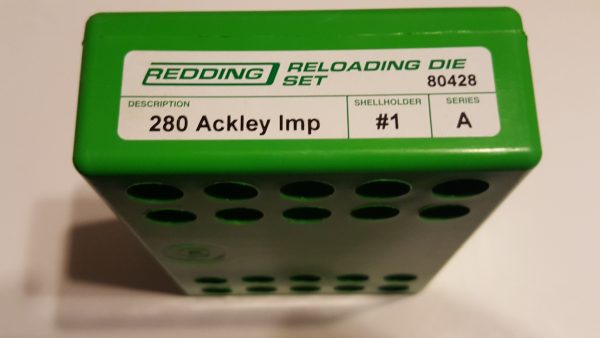 REDDING RELOADING DIE
SET 80428
DESCRIPTION SHELLHOLDER SERIES
280 Ackley Imp #1 A